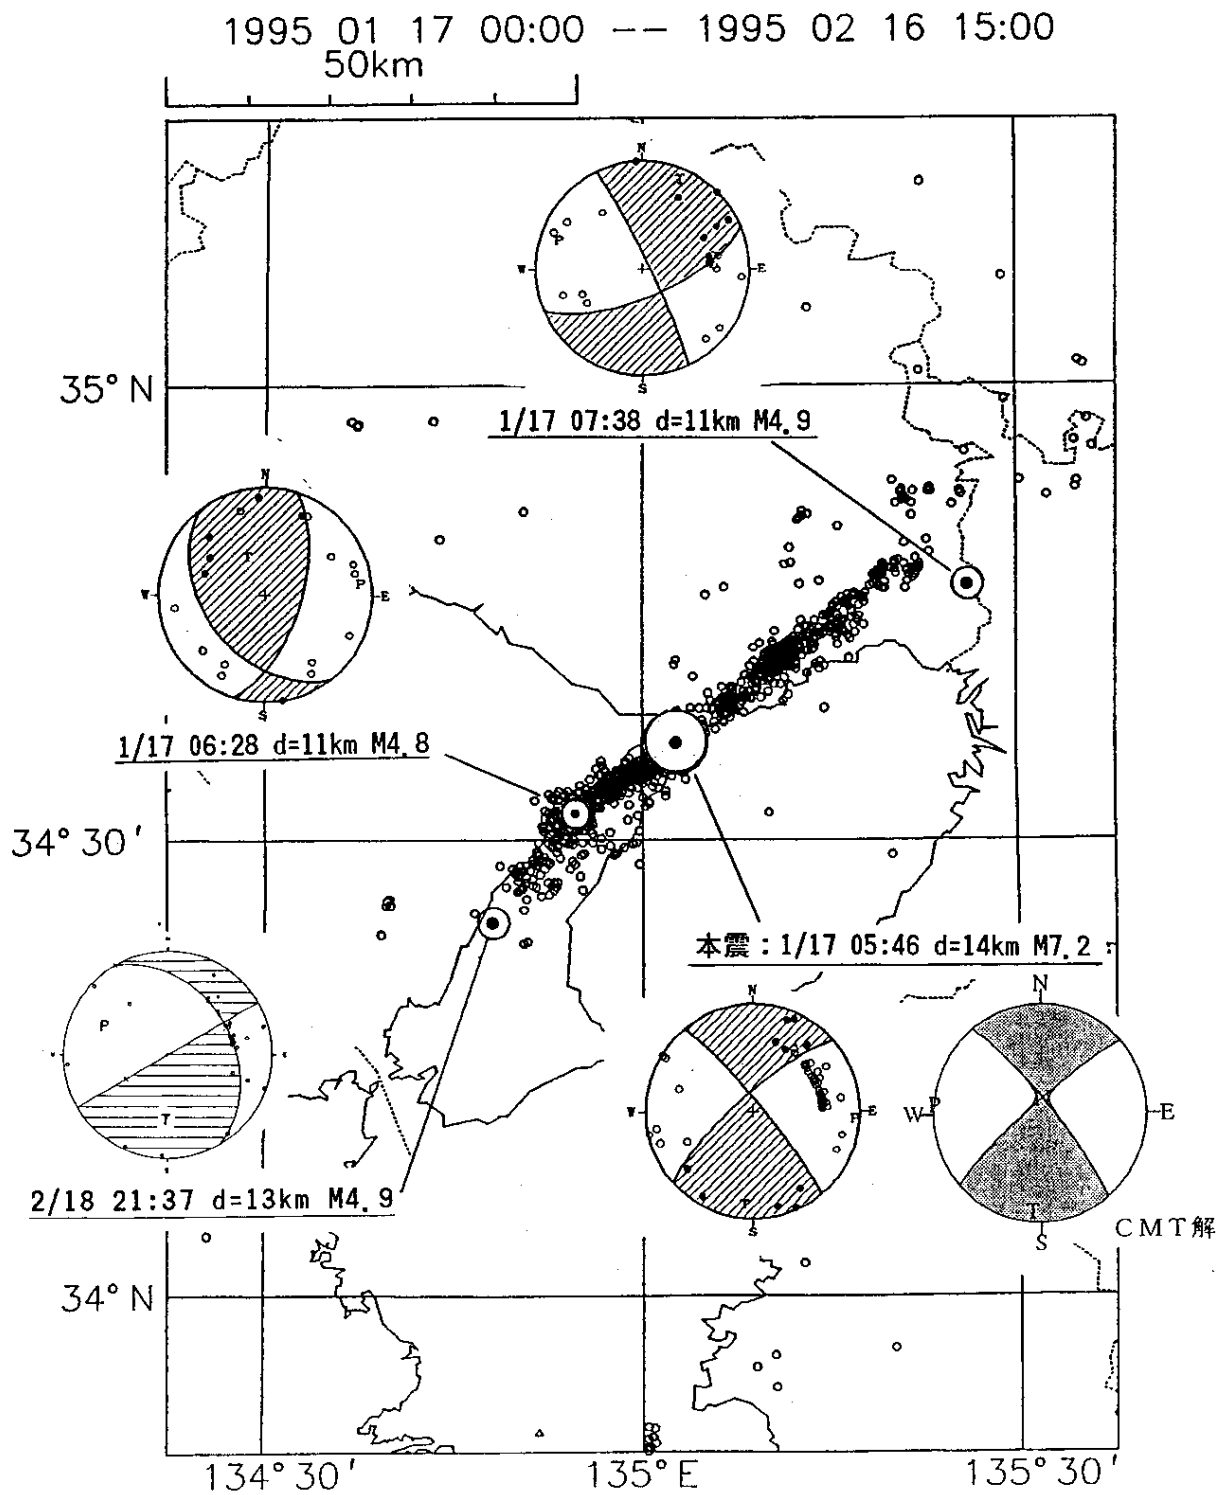 1995 01 17 00:00 -- 1995 02 16 15:00
50km
N
T
P
W
E
S
35°N
1/17 07:38 d=11km M4.9
N
T
P
W
E
S
1/17 06:28 d=11km M4.8
34°30'
本震：1/17 05:46 d=14km M7.2
P
T
N
W
P
E
T
S
N
W
P
E
T
S
2/18 21:37 d=13km M4.9
CMT解
34°N
134°30'
135°E
135°30'